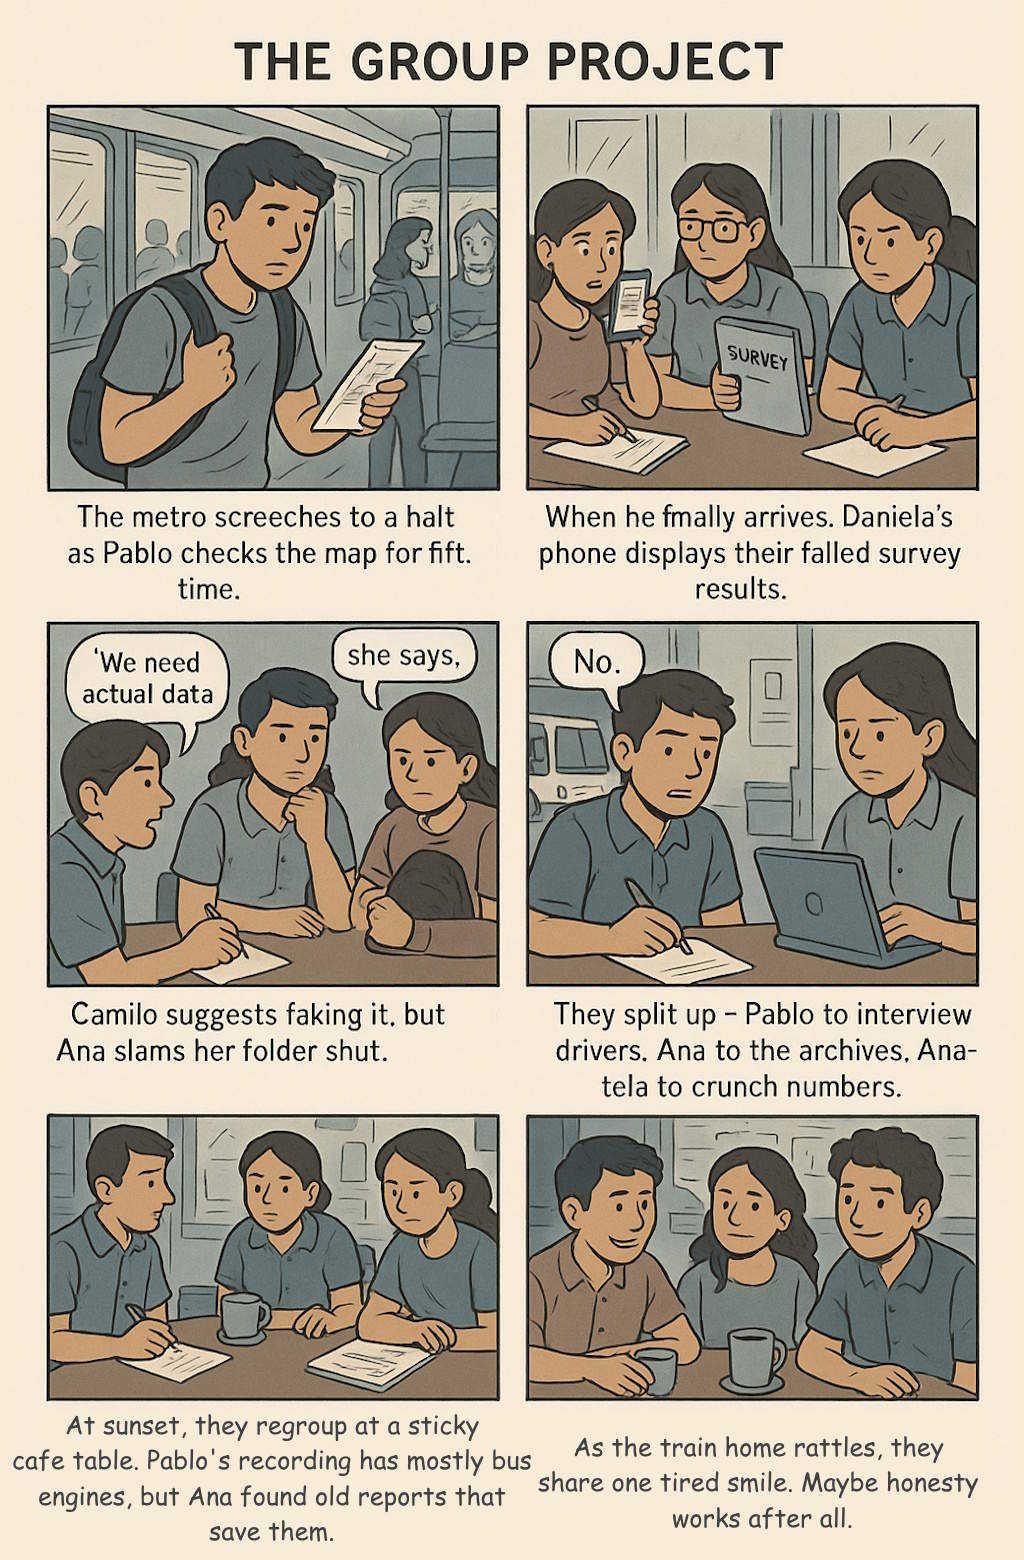 THE GROUP PROJECT
The metro screeches to a halt
as Pablo checks the map for fift.
time.
SURVEY
When he fmally arrives. Daniela's
phone displays their falled survey
results.
'We need
actual data
she says,
Camilo suggests faking it, but
Ana slams her folder shut.
No.
They split up – Pablo to interview
drivers. Ana to the archives, Ana-
tela to crunch numbers.
At sunset, they regroup at a sticky
cafe table. Pablo's recording has mostly bus
engines, but Ana found old reports that
save them.
As the train home rattles, they
share one tired smile. Maybe honesty
works after all.